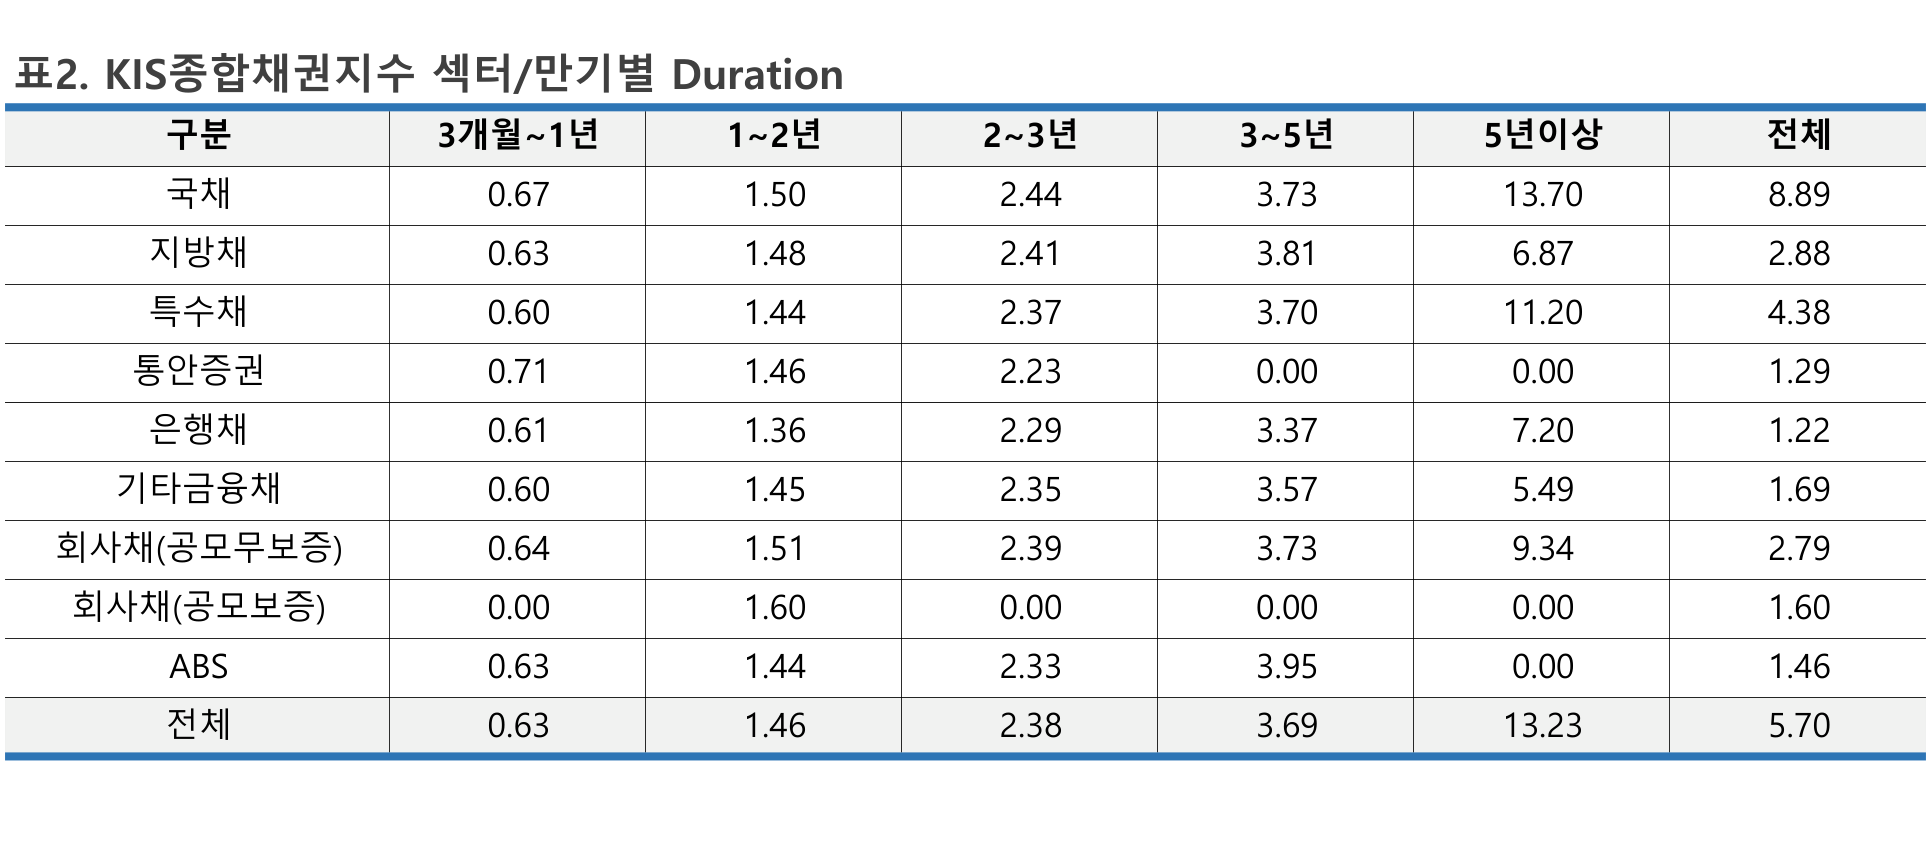 표2. KIS종합채권지수 섹터/만기별 Duration
구분 3개월~1년 1~2년 2~3년 3~5년 5년이상 전체
국채 0.67 1.50 2.44 3.73 13.70 8.89
지방채 0.63 1.48 2.41 3.81 6.87 2.88
특수채 0.60 1.44 2.37 3.70 11.20 4.38
통안증권 0.71 1.46 2.23 0.00 0.00 1.29
은행채 0.61 1.36 2.29 3.37 7.20 1.22
기타금융채 0.60 1.45 2.35 3.57 5.49 1.69
회사채(공모무보증) 0.64 1.51 2.39 3.73 9.34 2.79
회사채(공모보증) 0.00 1.60 0.00 0.00 0.00 1.60
ABS 0.63 1.44 2.33 3.95 0.00 1.46
전체 0.63 1.46 2.38 3.69 13.23 5.70